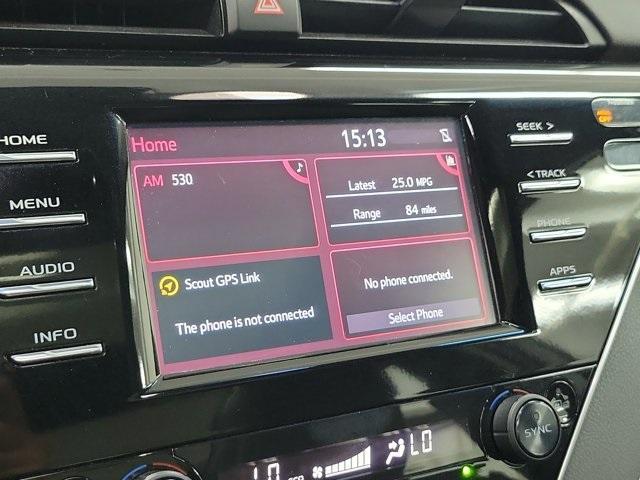 HOME
MENU
AUDIO
INFO
Home
15:13
AM 530
Latest 25.0 MPG
Range 84 miles
Scout GPS Link
The phone is not connected
No phone connected.
Select Phone
SEEK >
< TRACK
PHONE
APPS
LO
LO
SYNC